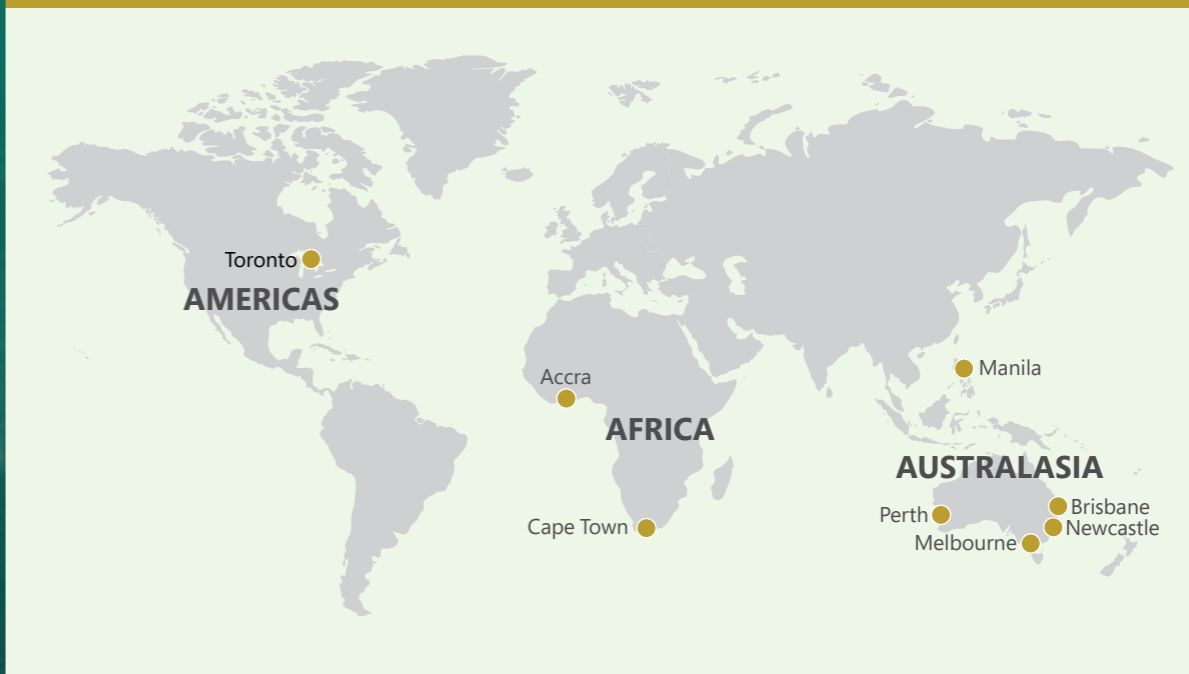 Toronto
AMERICAS
Accra
AFRICA
Cape Town
Manila
AUSTRALASIA
Perth
Brisbane
Newcastle
Melbourne